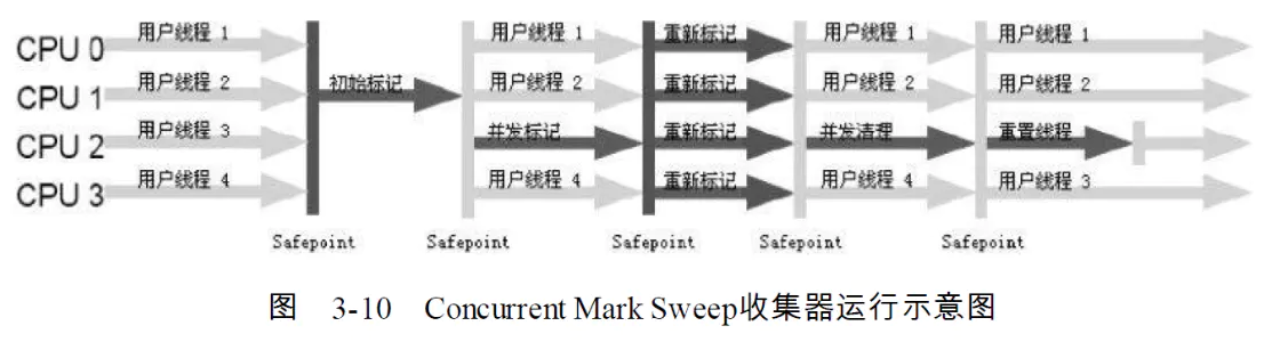 CPU 0 用户线程 1 用户线程 1 重新标记 用户线程 1 用户线程 1
CPU 1 用户线程 2 初始标记 用户线程 2 重新标记 用户线程 2 用户线程 2
CPU 2 用户线程 3 并发标记 重新标记 并发清理 重置线程
CPU 3 用户线程 4 用户线程 4 重新标记 用户线程 4 用户线程 3
Safepoint Safepoint Safepoint Safepoint Safepoint
图 3-10 Concurrent Mark Sweep收集器运行示意图